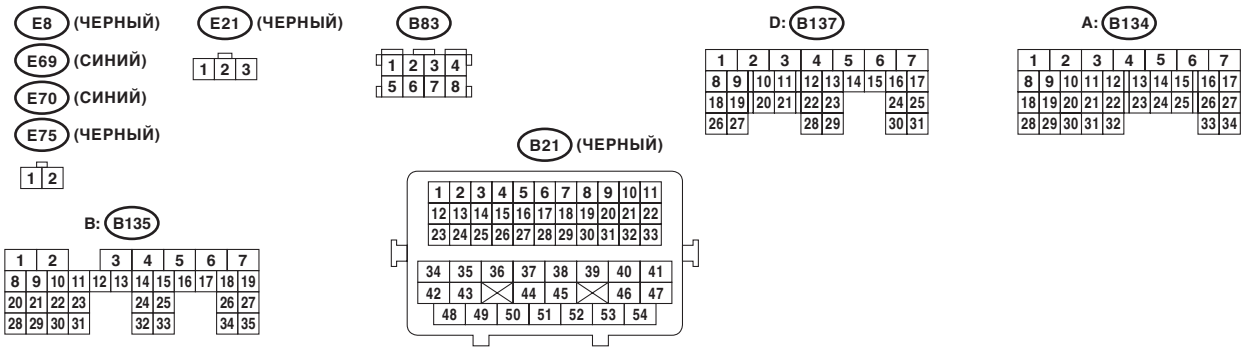 E8 (ЧЕРНЫЙ)
E69 (СИНИЙ)
E70 (СИНИЙ)
E75 (ЧЕРНЫЙ)
1 2
E21 (ЧЕРНЫЙ)
1 2 3
B83
1 2 3 4
5 6 7 8
D: B137
1 2 3 4 5 6 7
8 9 10 11 12 13 14 15 16 17
18 19 20 21 22 23 24 25
26 27 28 29 30 31
A: B134
1 2 3 4 5 6 7
8 9 10 11 12 13 14 15 16 17
18 19 20 21 22 23 24 25 26 27
28 29 30 31 32 33 34
B: B135
1 2 3 4 5 6 7
8 9 10 11 12 13 14 15 16 17 18 19
20 21 22 23 24 25 26 27
28 29 30 31 32 33 34 35
B21 (ЧЕРНЫЙ)
1 2 3 4 5 6 7 8 9 10 11
12 13 14 15 16 17 18 19 20 21 22
23 24 25 26 27 28 29 30 31 32 33
34 35 36 37 38 39 40 41
42 43 44 45 46 47
48 49 50 51 52 53 54